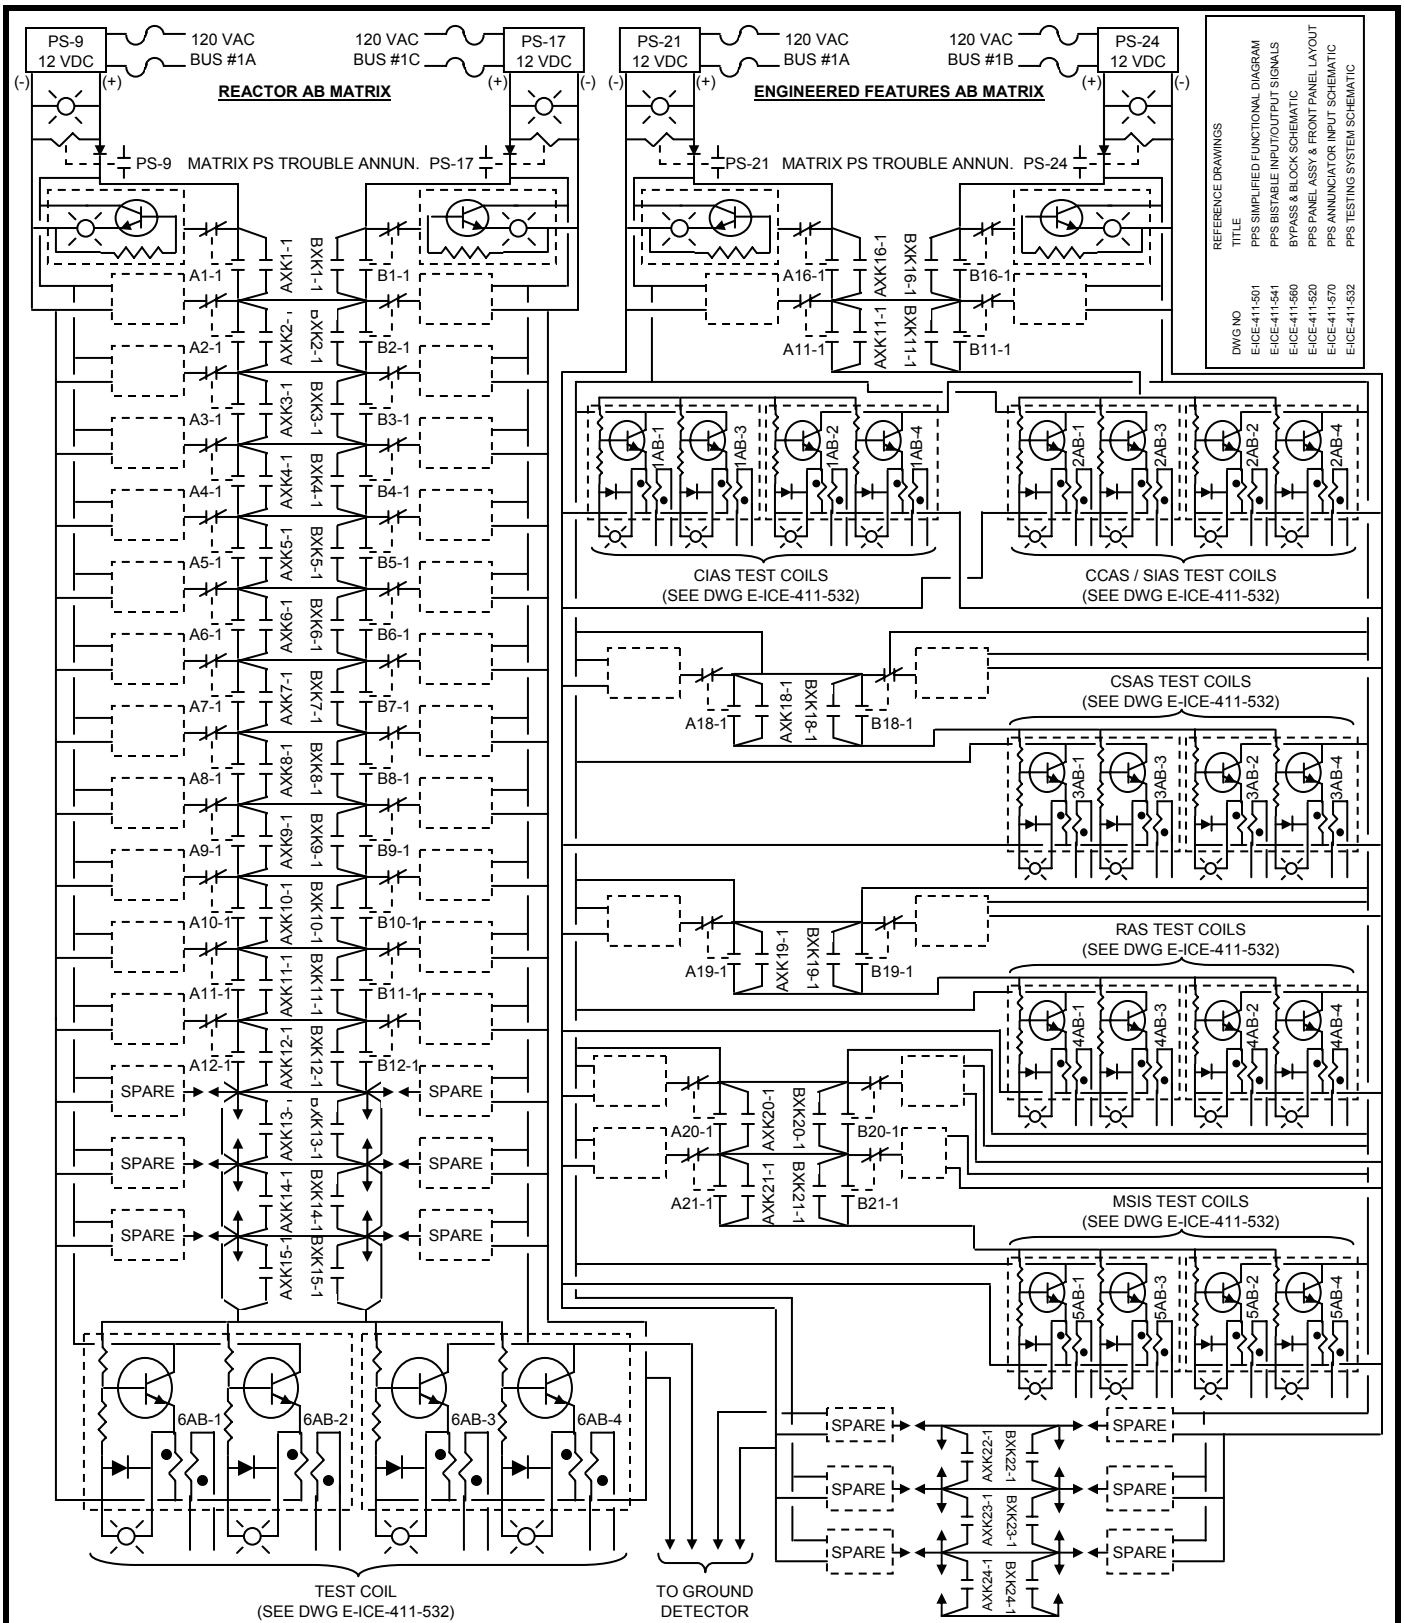 PS-9
12 VDC
120 VAC
BUS #1A
120 VAC
BUS #1C
PS-17
12 VDC
PS-21
12 VDC
120 VAC
BUS #1A
120 VAC
BUS #1B
PS-24
12 VDC
(-)
(+)
(+)
(-)
(-)
(+)
(+)
(-)
REACTOR AB MATRIX
ENGINEERED FEATURES AB MATRIX
PS-9
MATRIX PS TROUBLE ANNUN.
PS-17
PS-21
MATRIX PS TROUBLE ANNUN.
PS-24
REFERENCE DRAWINGS
DWG NO
TITLE
E-ICE-411-501
PPS SIMPLIFIED FUNCTIONAL DIAGRAM
E-ICE-411-541
PPS BISTABLE INPUT/OUTPUT SIGNALS
E-ICE-411-560
BYPASS & BLOCK SCHEMATIC
E-ICE-411-520
PPS PANEL ASSY & FRONT PANEL LAYOUT
E-ICE-411-570
PPS ANNUNCIATOR INPUT SCHEMATIC
E-ICE-411-532
PPS TESTING SYSTEM SCHEMATIC
A1-1
AXK1-1
BXK1-1
B1-1
A2-1
AXK2-1
BXK2-1
B2-1
A3-1
AXK3-1
BXK3-1
B3-1
A4-1
AXK4-1
BXK4-1
B4-1
A5-1
AXK5-1
BXK5-1
B5-1
A6-1
AXK6-1
BXK6-1
B6-1
A7-1
AXK7-1
BXK7-1
B7-1
A8-1
AXK8-1
BXK8-1
B8-1
A9-1
AXK9-1
BXK9-1
B9-1
A10-1
AXK10-1
BXK10-1
B10-1
A11-1
AXK11-1
BXK11-1
B11-1
A12-1
AXK12-1
BXK12-1
B12-1
SPARE
AXK13-1
BXK13-1
SPARE
SPARE
AXK14-1
BXK14-1
SPARE
SPARE
AXK15-1
BXK15-1
SPARE
6AB-1
6AB-2
6AB-3
6AB-4
TEST COIL
(SEE DWG E-ICE-411-532)
TO GROUND
DETECTOR
A16-1
AXK16-1
BXK16-1
B16-1
A11-1
AXK11-1
BXK11-1
B11-1
1AB-1
1AB-3
1AB-2
1AB-4
2AB-1
2AB-3
2AB-2
2AB-4
CIAS TEST COILS
(SEE DWG E-ICE-411-532)
CCAS / SIAS TEST COILS
(SEE DWG E-ICE-411-532)
A18-1
AXK18-1
BXK18-1
B18-1
CSAS TEST COILS
(SEE DWG E-ICE-411-532)
3AB-1
3AB-3
3AB-2
3AB-4
A19-1
AXK19-1
BXK19-1
B19-1
RAS TEST COILS
(SEE DWG E-ICE-411-532)
4AB-1
4AB-3
4AB-2
4AB-4
A20-1
AXK20-1
BXK20-1
B20-1
A21-1
AXK21-1
BXK21-1
B21-1
MSIS TEST COILS
(SEE DWG E-ICE-411-532)
5AB-1
5AB-3
5AB-2
5AB-4
SPARE
AXK22-1
BXK22-1
SPARE
SPARE
AXK23-1
BXK23-1
SPARE
SPARE
AXK24-1
BXK24-1
SPARE